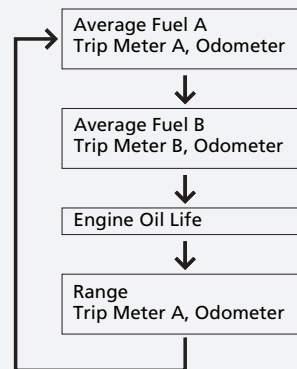 Average Fuel A
Trip Meter A, Odometer
Average Fuel B
Trip Meter B, Odometer
Engine Oil Life
Range
Trip Meter A, Odometer